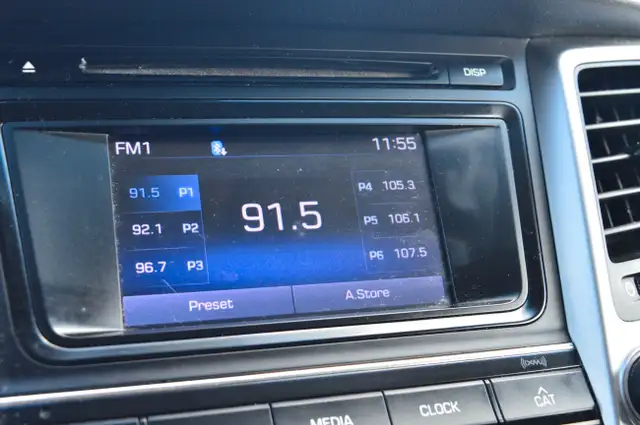 DISP
FM1 11:55
91.5 P1
92.1 P2
96.7 P3
91.5
P4 105.3
P5 106.1
P6 107.5
Preset A.Store
MEDIA CLOCK CAT